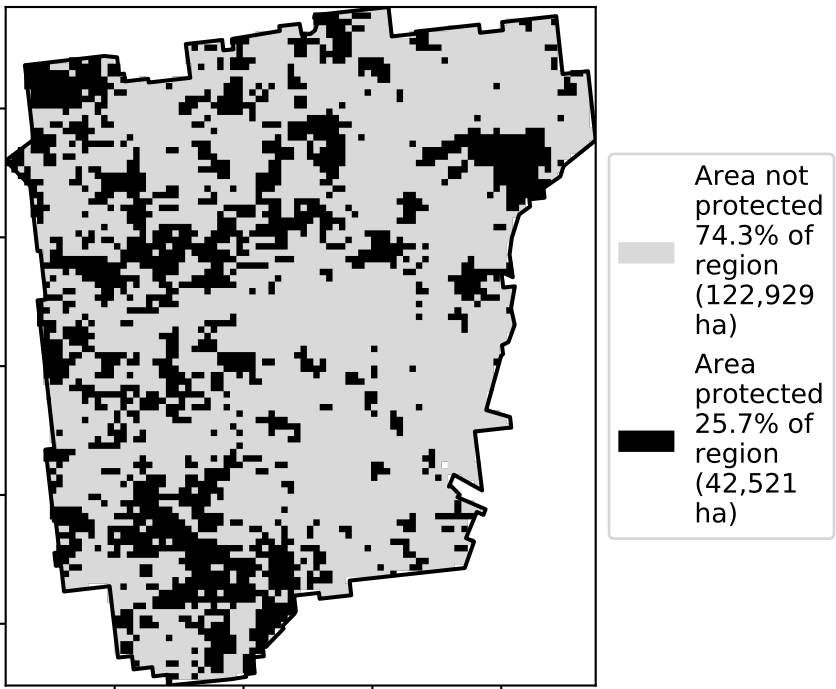 Area not
protected
74.3% of
region
(122,929
ha)
Area
protected
25.7% of
region
(42,521
ha)